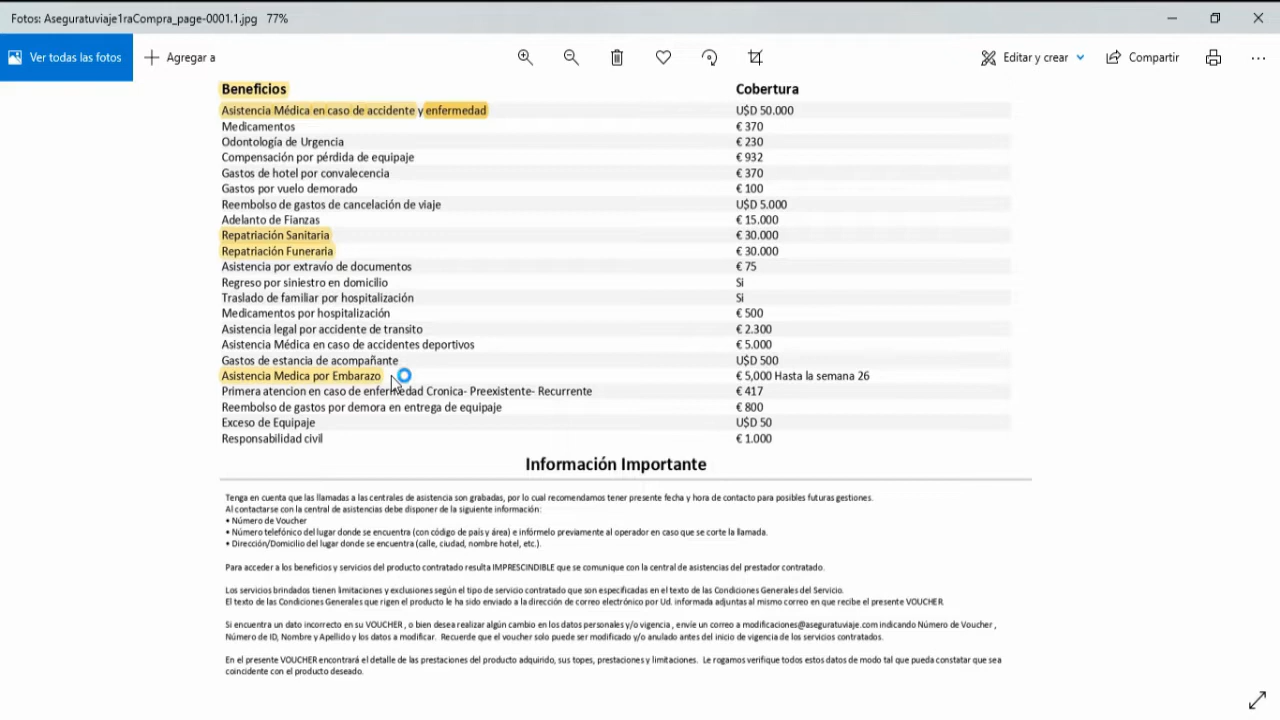 Fotos: Aseguratuviaje1raCompra_page-0001.1.jpg 77%
Ver todas las fotos
Agregar a
Editar y crear
Compartir
Beneficios Cobertura
Asistencia Médica en caso de accidente y enfermedad U$D 50.000
Medicamentos € 370
Odontología de Urgencia € 230
Compensación por pérdida de equipaje € 932
Gastos de hotel por convalecencia € 370
Gastos por vuelo demorado € 100
Reembolso de gastos de cancelación de viaje U$D 5.000
Adelanto de Fianzas € 15.000
Repatriación Sanitaria € 30.000
Repatriación Funeraria € 30.000
Asistencia por extravío de documentos € 75
Regreso por siniestro en domicilio Si
Traslado de familiar por hospitalización Si
Medicamentos por hospitalización € 500
Asistencia legal por accidente de transito € 2.300
Asistencia Médica en caso de accidentes deportivos € 5.000
Gastos de estancia de acompañante U$D 500
Asistencia Medica por Embarazo € 5,000 Hasta la semana 26
Primera atencion en caso de enfermedad Cronica- Preexistente- Recurrente € 417
Reembolso de gastos por demora en entrega de equipaje € 800
Exceso de Equipaje U$D 50
Responsabilidad civil € 1.000
Información Importante
Tenga en cuenta que las llamadas a las centrales de asistencia son grabadas, por lo cual recomendamos tener presente fecha y hora de contacto para posibles futuras gestiones.
Al contactarse con la central de asistencias debe disponer de la siguiente información:
• Número de Voucher
• Número telefónico del lugar donde se encuentra (con código de país y área) e infórmelo previamente al operador en caso que se corte la llamada.
• Dirección/Domicilio del lugar donde se encuentra (calle, ciudad, nombre hotel, etc.).
Para acceder a los beneficios y servicios del producto contratado resulta IMPRESCINDIBLE que se comunique con la central de asistencias del prestador contratado.
Los servicios brindados tienen limitaciones y exclusiones según el tipo de servicio contratado que son especificadas en el texto de las Condiciones Generales del Servicio.
El texto de las Condiciones Generales que rigen el producto le ha sido enviado a la dirección de correo electrónico por Ud. informada adjuntas al mismo correo en que recibe el presente VOUCHER.
Si encuentra un dato incorrecto en su VOUCHER , o bien desea realizar algún cambio en los datos personales y/o vigencia , envíe un correo a modificaciones@aseguratuviaje.com indicando Número de Voucher ,
Número de ID, Nombre y Apellido y los datos a modificar. Recuerde que el voucher solo puede ser modificado y/o anulado antes del inicio de vigencia de los servicios contratados.
En el presente VOUCHER encontrará el detalle de las prestaciones del producto adquirido, sus topes, prestaciones y limitaciones. Le rogamos verifique todos estos datos de modo tal que pueda constatar que sea
coincidente con el producto deseado.